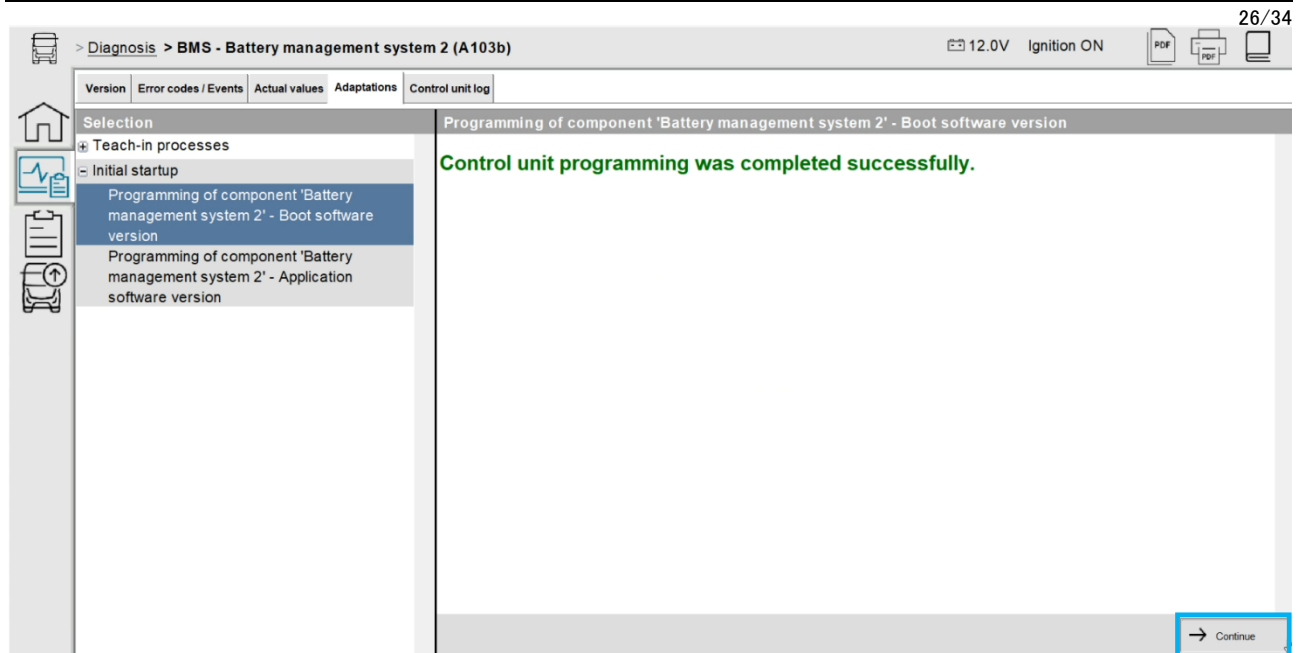 26/34
> Diagnosis > BMS - Battery management system 2 (A103b)
12.0V Ignition ON
PDF
PDF
Version Error codes / Events Actual values Adaptations Control unit log
Selection
Teach-in processes
Initial startup
Programming of component 'Battery
management system 2' - Boot software
version
Programming of component 'Battery
management system 2' - Application
software version
Programming of component 'Battery management system 2' - Boot software version
Control unit programming was completed successfully.
Continue